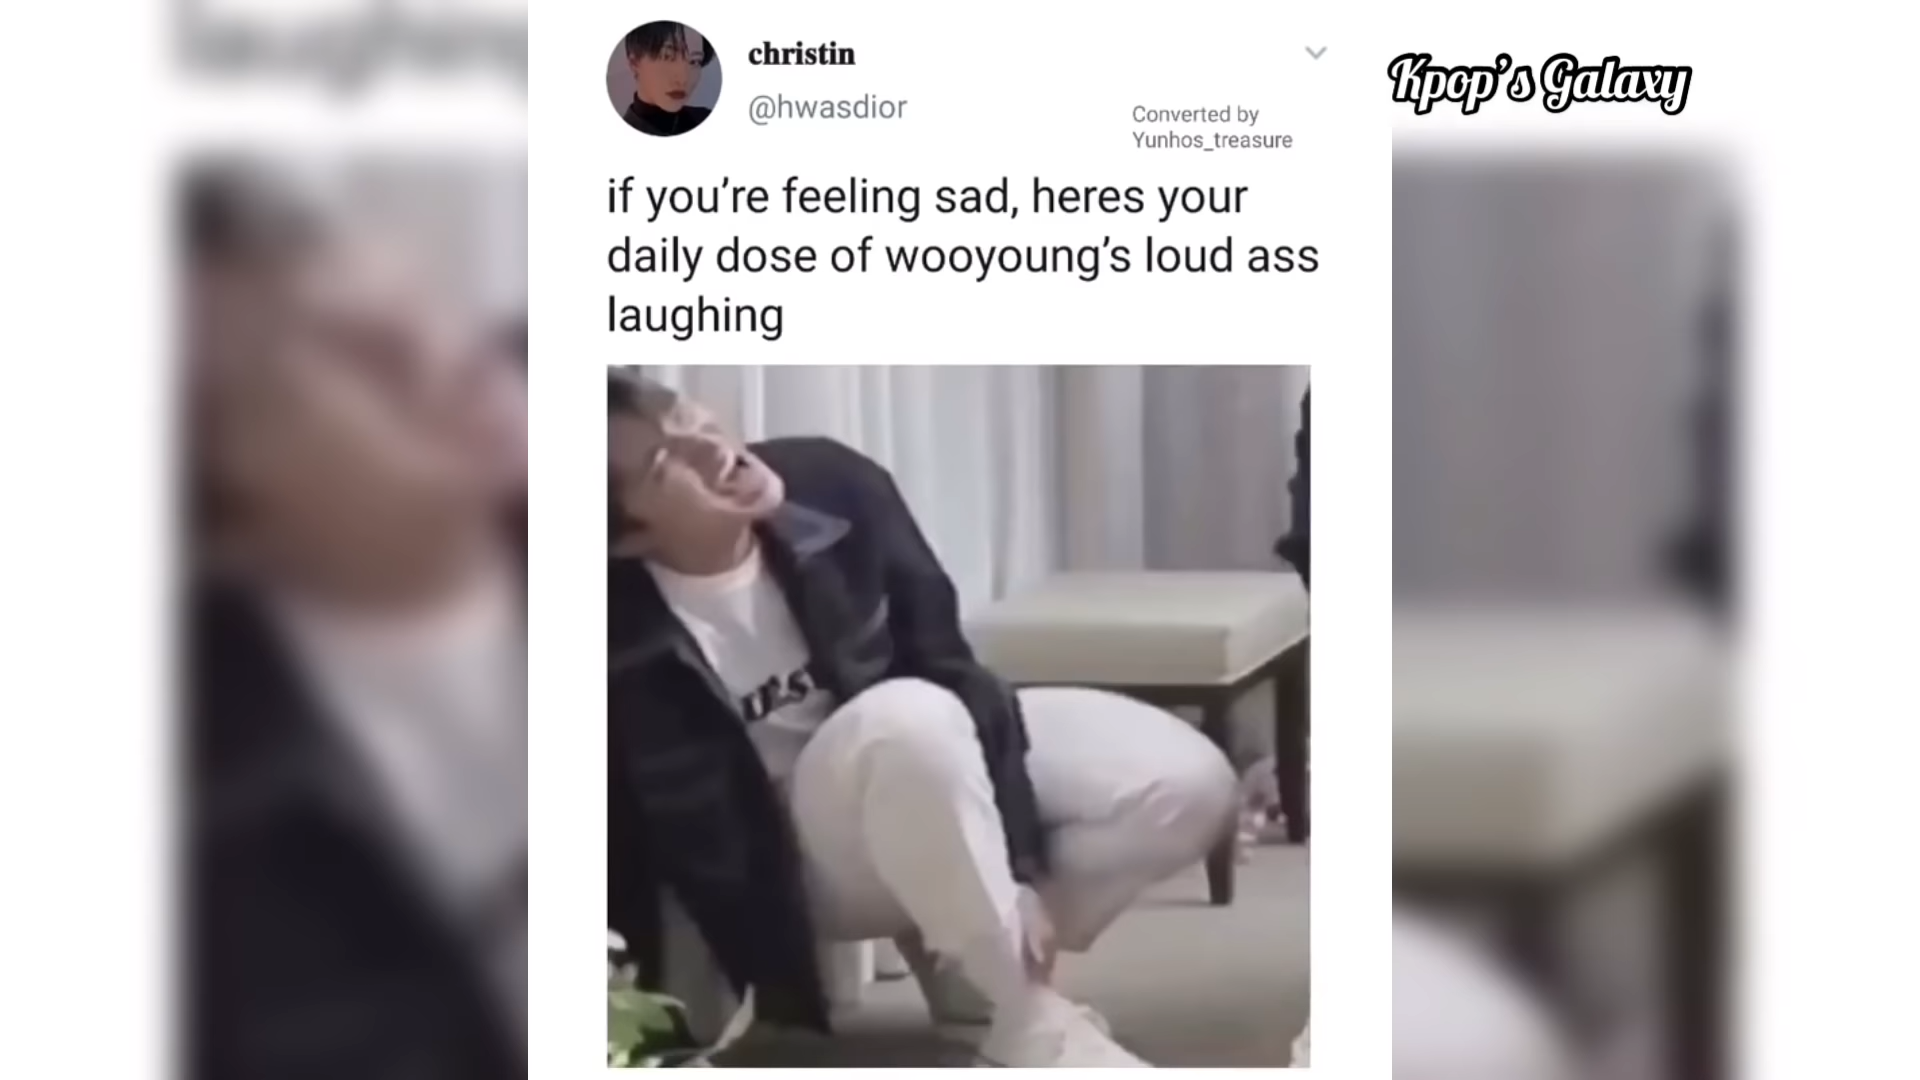 christin
@hwasdior
Converted by
Yunhos_treasure
Kpop's Galaxy
if you’re feeling sad, heres your
daily dose of wooyoung’s loud ass
laughing